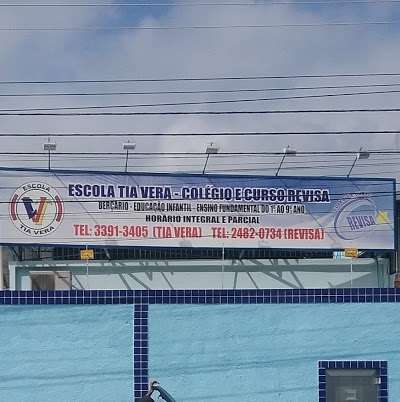 ESCOLA TIA VERA - COLÉGIO E CURSO REVISA
BERÇÁRIO - EDUCAÇÃO INFANTIL - ENSINO FUNDAMENTAL DO 1º AO 9º ANO
HORÁRIO INTEGRAL E PARCIAL
TEL: 3391-3405 (TIA VERA) TEL: 2482-0734 (REVISA)
ESCOLA
V
TIA VERA
REVISA